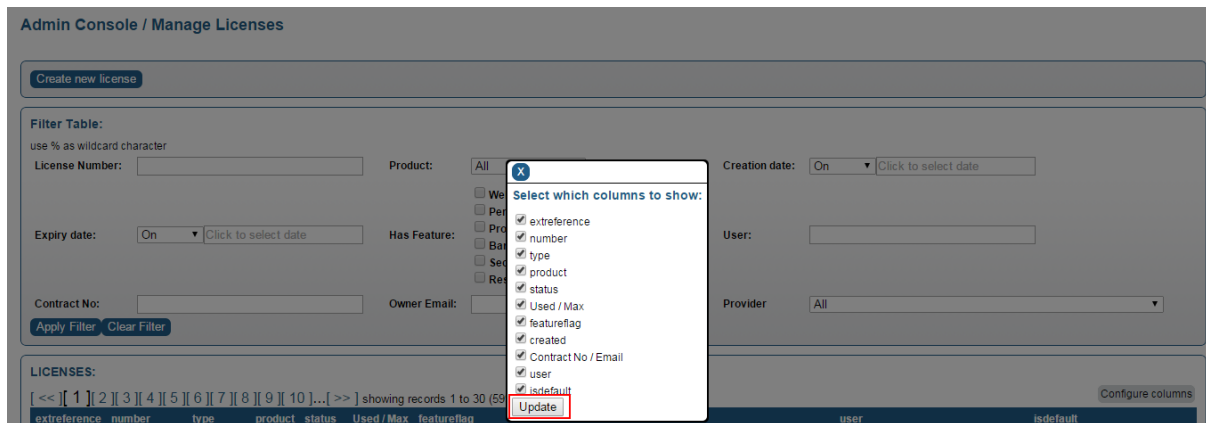 Admin Console / Manage Licenses
Create new license
Filter Table:
use % as wildcard character
License Number:
Product:
All
Creation date:
On
Click to select date
Expiry date:
On
Click to select date
Has Feature:
User:
Contract No:
Owner Email:
Provider
All
Apply Filter
Clear Filter
X
Select which columns to show:
extreference
number
type
product
status
Used / Max
featureflag
created
Contract No / Email
user
isdefault
Update
LICENSES:
[ << ][ 1 ][ 2 ][ 3 ][ 4 ][ 5 ][ 6 ][ 7 ][ 8 ][ 9 ][ 10 ]...[ >> ] showing records 1 to 30 (59
Configure columns
extreference number type product status Used / Max featureflag user isdefault